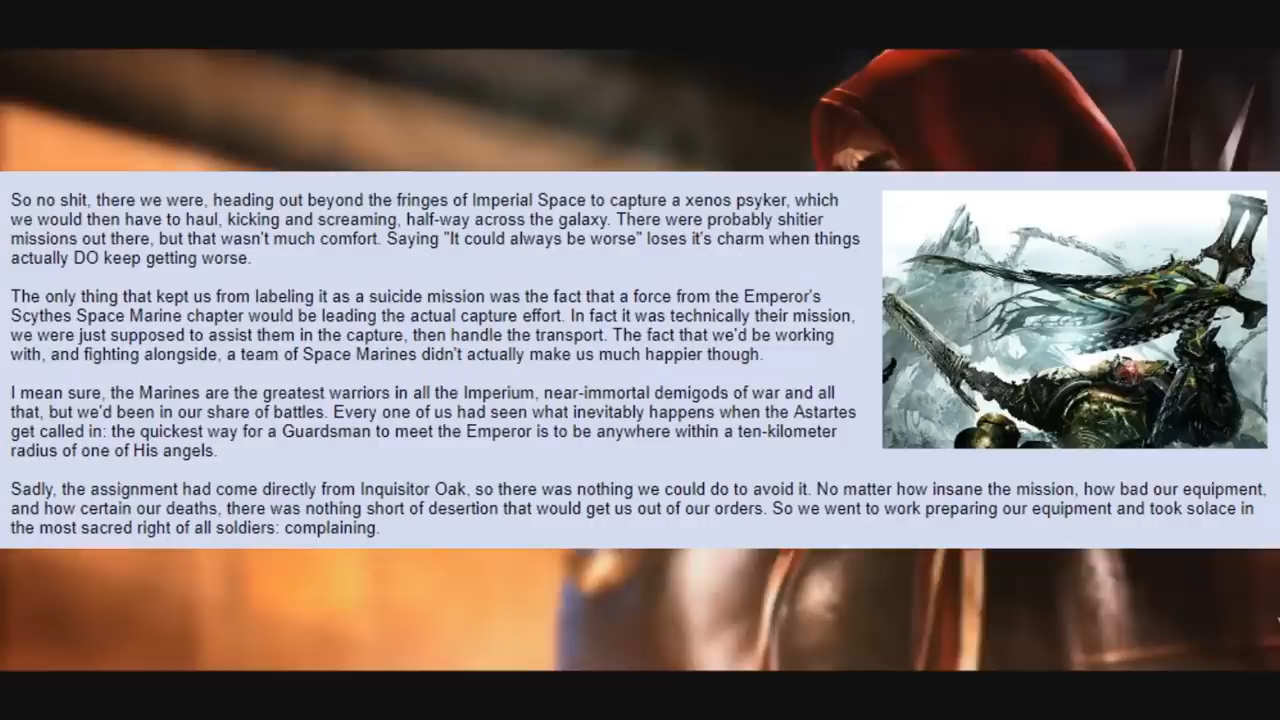 So no shit, there we were, heading out beyond the fringes of Imperial Space to capture a xenos psyker, which
we would then have to haul, kicking and screaming, half-way across the galaxy. There were probably shitier
missions out there, but that wasn't much comfort. Saying "It could always be worse" loses it's charm when things
actually DO keep getting worse.
The only thing that kept us from labeling it as a suicide mission was the fact that a force from the Emperor's
Scythes Space Marine chapter would be leading the actual capture effort. In fact it was technically their mission,
we were just supposed to assist them in the capture, then handle the transport. The fact that we'd be working
with, and fighting alongside, a team of Space Marines didn't actually make us much happier though.
I mean sure, the Marines are the greatest warriors in all the Imperium, near-immortal demigods of war and all
that, but we'd been in our share of battles. Every one of us had seen what inevitably happens when the Astartes
get called in: the quickest way for a Guardsman to meet the Emperor is to be anywhere within a ten-kilometer
radius of one of His angels.
Sadly, the assignment had come directly from Inquisitor Oak, so there was nothing we could do to avoid it. No matter how insane the mission, how bad our equipment,
and how certain our deaths, there was nothing short of desertion that would get us out of our orders. So we went to work preparing our equipment and took solace in
the most sacred right of all soldiers: complaining.